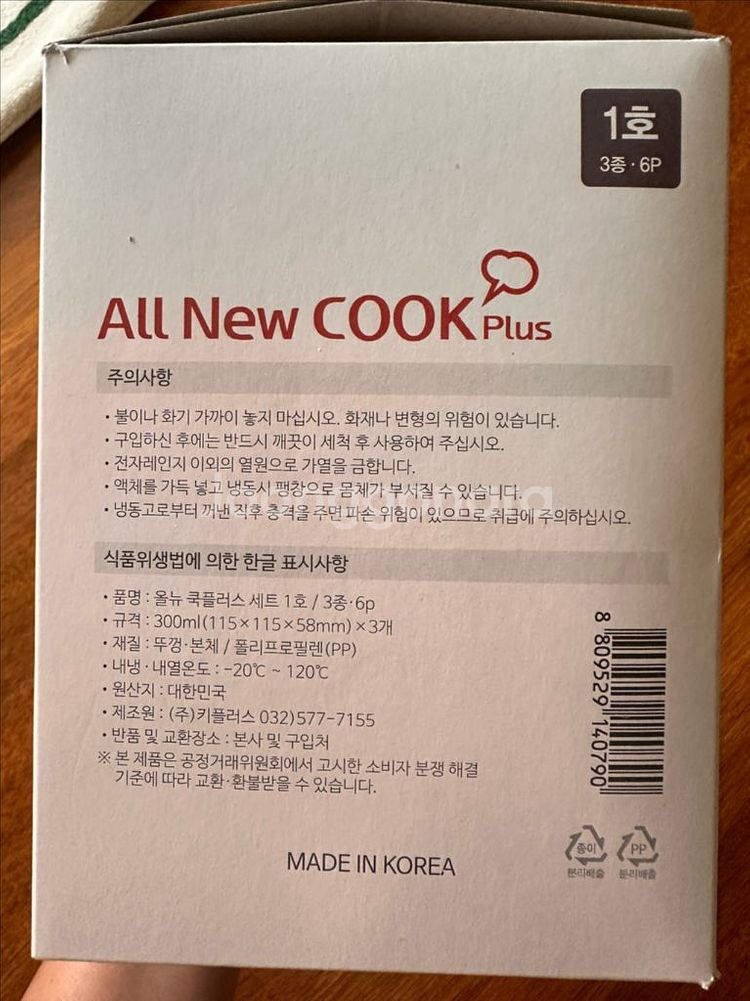 1호
3종 · 6P
All New COOK Plus
주의사항
• 불이나 화기 가까이 놓지 마십시오. 화재나 변형의 위험이 있습니다.
• 구입하신 후에는 반드시 깨끗이 세척 후 사용하여 주십시오.
• 전자레인지 이외의 열원으로 가열을 금합니다.
• 액체를 가득 넣고 냉동시 팽창으로 몸체가 부서질 수 있습니다.
• 냉동고로부터 꺼낸 직후 충격을 주면 파손 위험이 있으므로 취급에 주의하십시오.
식품위생법에 의한 한글 표시사항
• 품명 : 올뉴 쿡플러스 세트 1호 / 3종·6p
• 규격 : 300ml(115×115×58mm)×3개
• 재질 : 뚜껑·본체 / 폴리프로필렌(PP)
• 내냉·내열온도 : -20℃ ~ 120℃
• 원산지 : 대한민국
• 제조원 : (주)키플러스 032)577-7155
• 반품 및 교환장소 : 본사 및 구입처
※ 본 제품은 공정거래위원회에서 고시한 소비자 분쟁 해결
기준에 따라 교환·환불받을 수 있습니다.
8 809529 140790
종이 PP
분리배출 분리배출
MADE IN KOREA